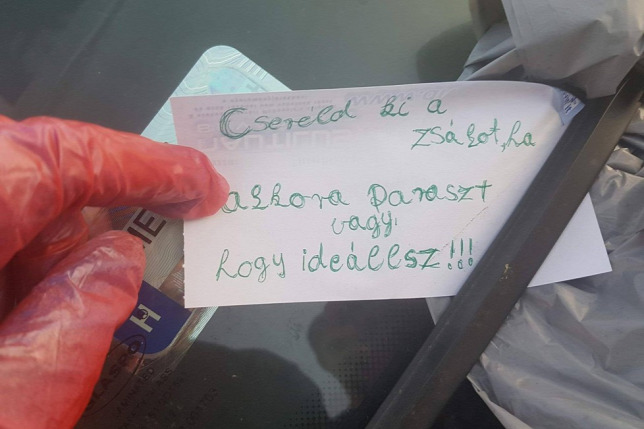 Cseréld ki a
zsákot, ha
akkora paraszt
vagy,
hogy ideállsz!!!
H